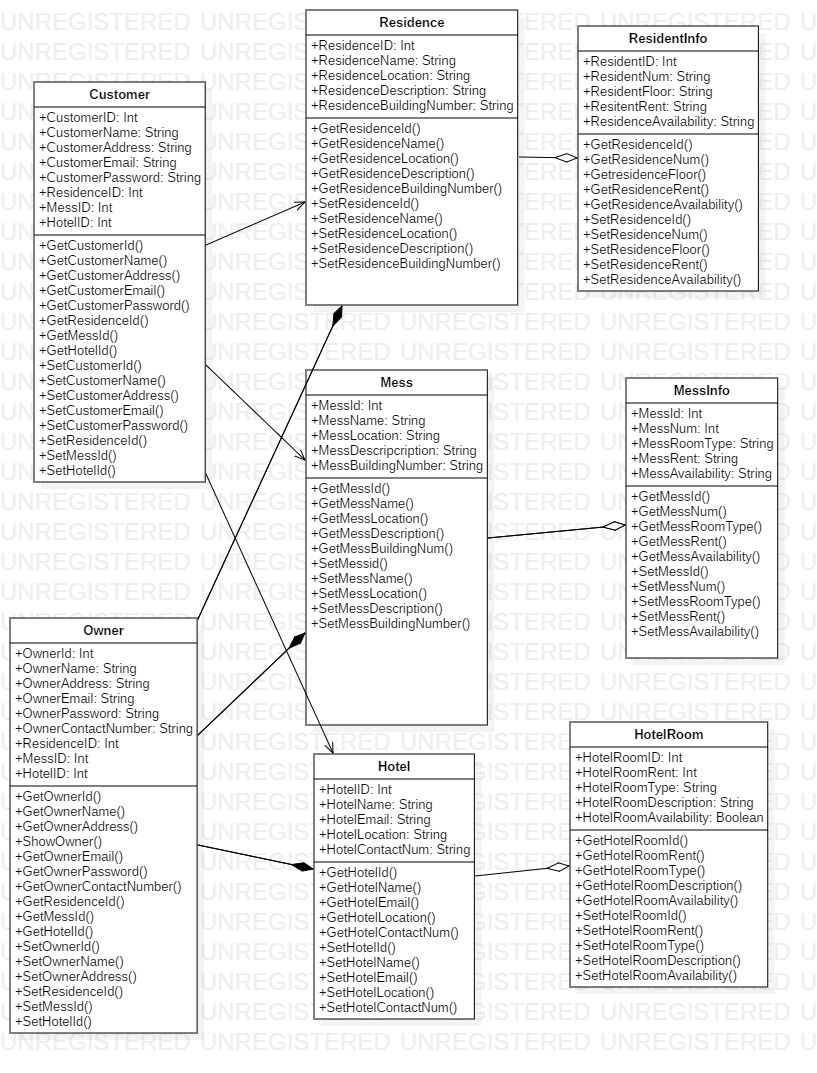 Residence
+ResidenceID: Int
+ResidenceName: String
+ResidenceLocation: String
+ResidenceDescription: String
+ResidenceBuildingNumber: String
+GetResidenceId()
+GetResidenceName()
+GetResidenceLocation()
+GetResidenceDescription()
+GetResidenceBuildingNumber()
+SetResidenceId()
+SetResidenceName()
+SetResidenceLocation()
+SetResidenceDescription()
+SetResidenceBuildingNumber()
ResidentInfo
+ResidentID: Int
+ResidentNum: String
+ResidentFloor: String
+ResitentRent: String
+ResidenceAvailability: String
+GetResidenceId()
+GetResidenceNum()
+GetresidenceFloor()
+GetResidenceRent()
+GetResidenceAvailability()
+SetResidenceId()
+SetResidenceNum()
+SetResidenceFloor()
+SetResidenceRent()
+SetResidenceAvailability()
Customer
+CustomerID: Int
+CustomerName: String
+CustomerAddress: String
+CustomerEmail: String
+CustomerPassword: String
+ResidenceID: Int
+MessID: Int
+HotelID: Int
+GetCustomerId()
+GetCustomerName()
+GetCustomerAddress()
+GetCustomerEmail()
+GetCustomerPassword()
+GetResidenceId()
+GetMessId()
+GetHotelId()
+SetCustomerId()
+SetCustomerName()
+SetCustomerAddress()
+SetCustomerEmail()
+SetCustomerPassword()
+SetResidenceId()
+SetMessId()
+SetHotelId()
Mess
+MessId: Int
+MessName: String
+MessLocation: String
+MessDescripcription: String
+MessBuildingNumber: String
+GetMessId()
+GetMessName()
+GetMessLocation()
+GetMessDescription()
+GetMessBuildingNum()
+SetMessid()
+SetMessName()
+SetMessLocation()
+SetMessDescription()
+SetMessBuildingNumber()
MessInfo
+MessId: Int
+MessNum: Int
+MessRoomType: String
+MessRent: String
+MessAvailability: String
+GetMessId()
+GetMessNum()
+GetMessRoomType()
+GetMessRent()
+GetMessAvailability()
+SetMessId()
+SetMessNum()
+SetMessRoomType()
+SetMessRent()
+SetMessAvailability()
Owner
+OwnerId: Int
+OwnerName: String
+OwnerAddress: String
+OwnerEmail: String
+OwnerPassword: String
+OwnerContactNumber: String
+ResidenceID: Int
+MessID: Int
+HotelID: Int
+GetOwnerId()
+GetOwnerName()
+GetOwnerAddress()
+ShowOwner()
+GetOwnerEmail()
+GetOwnerPassword()
+GetOwnerContactNumber()
+GetResidenceId()
+GetMessId()
+GetHotelId()
+SetOwnerId()
+SetOwnerName()
+SetOwnerAddress()
+SetResidenceId()
+SetMessId()
+SetHotelId()
Hotel
+HotelID: Int
+HotelName: String
+HotelEmail: String
+HotelLocation: String
+HotelContactNum: String
+GetHotelId()
+GetHotelName()
+GetHotelEmail()
+GetHotelLocation()
+GetHotelContactNum()
+SetHotelId()
+SetHotelName()
+SetHotelEmail()
+SetHotelLocation()
+SetHotelContactNum()
HotelRoom
+HotelRoomID: Int
+HotelRoomRent: Int
+HotelRoomType: String
+HotelRoomDescription: String
+HotelRoomAvailability: Boolean
+GetHotelRoomId()
+GetHotelRoomRent()
+GetHotelRoomType()
+GetHotelRoomDescription()
+GetHotelRoomAvailability()
+SetHotelRoomId()
+SetHotelRoomRent()
+SetHotelRoomType()
+SetHotelRoomDescription()
+SetHotelRoomAvailability()
UNREGISTERED